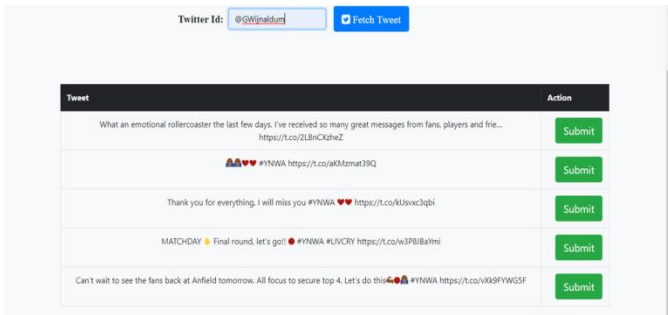 Twitter Id: @GWijnaldum Fetch Tweet
Tweet Action
What an emotional rollercoaster the last few days. I've received so many great messages from fans, players and frie...
https://t.co/2LBnCXzheZ
Submit
#YNWA https://t.co/aKMzmat39Q Submit
Thank you for everything, I will miss you #YNWA ❤❤ https://t.co/kUsvxc3qbi Submit
MATCHDAY Final round, let's go!! 🔴 #YNWA #LIVCRY https://t.co/w3P8J8aYmi Submit
Can't wait to see the fans back at Anfield tomorrow. All focus to secure top 4. Let's do this #YNWA https://t.co/vXk9FYWG5F Submit